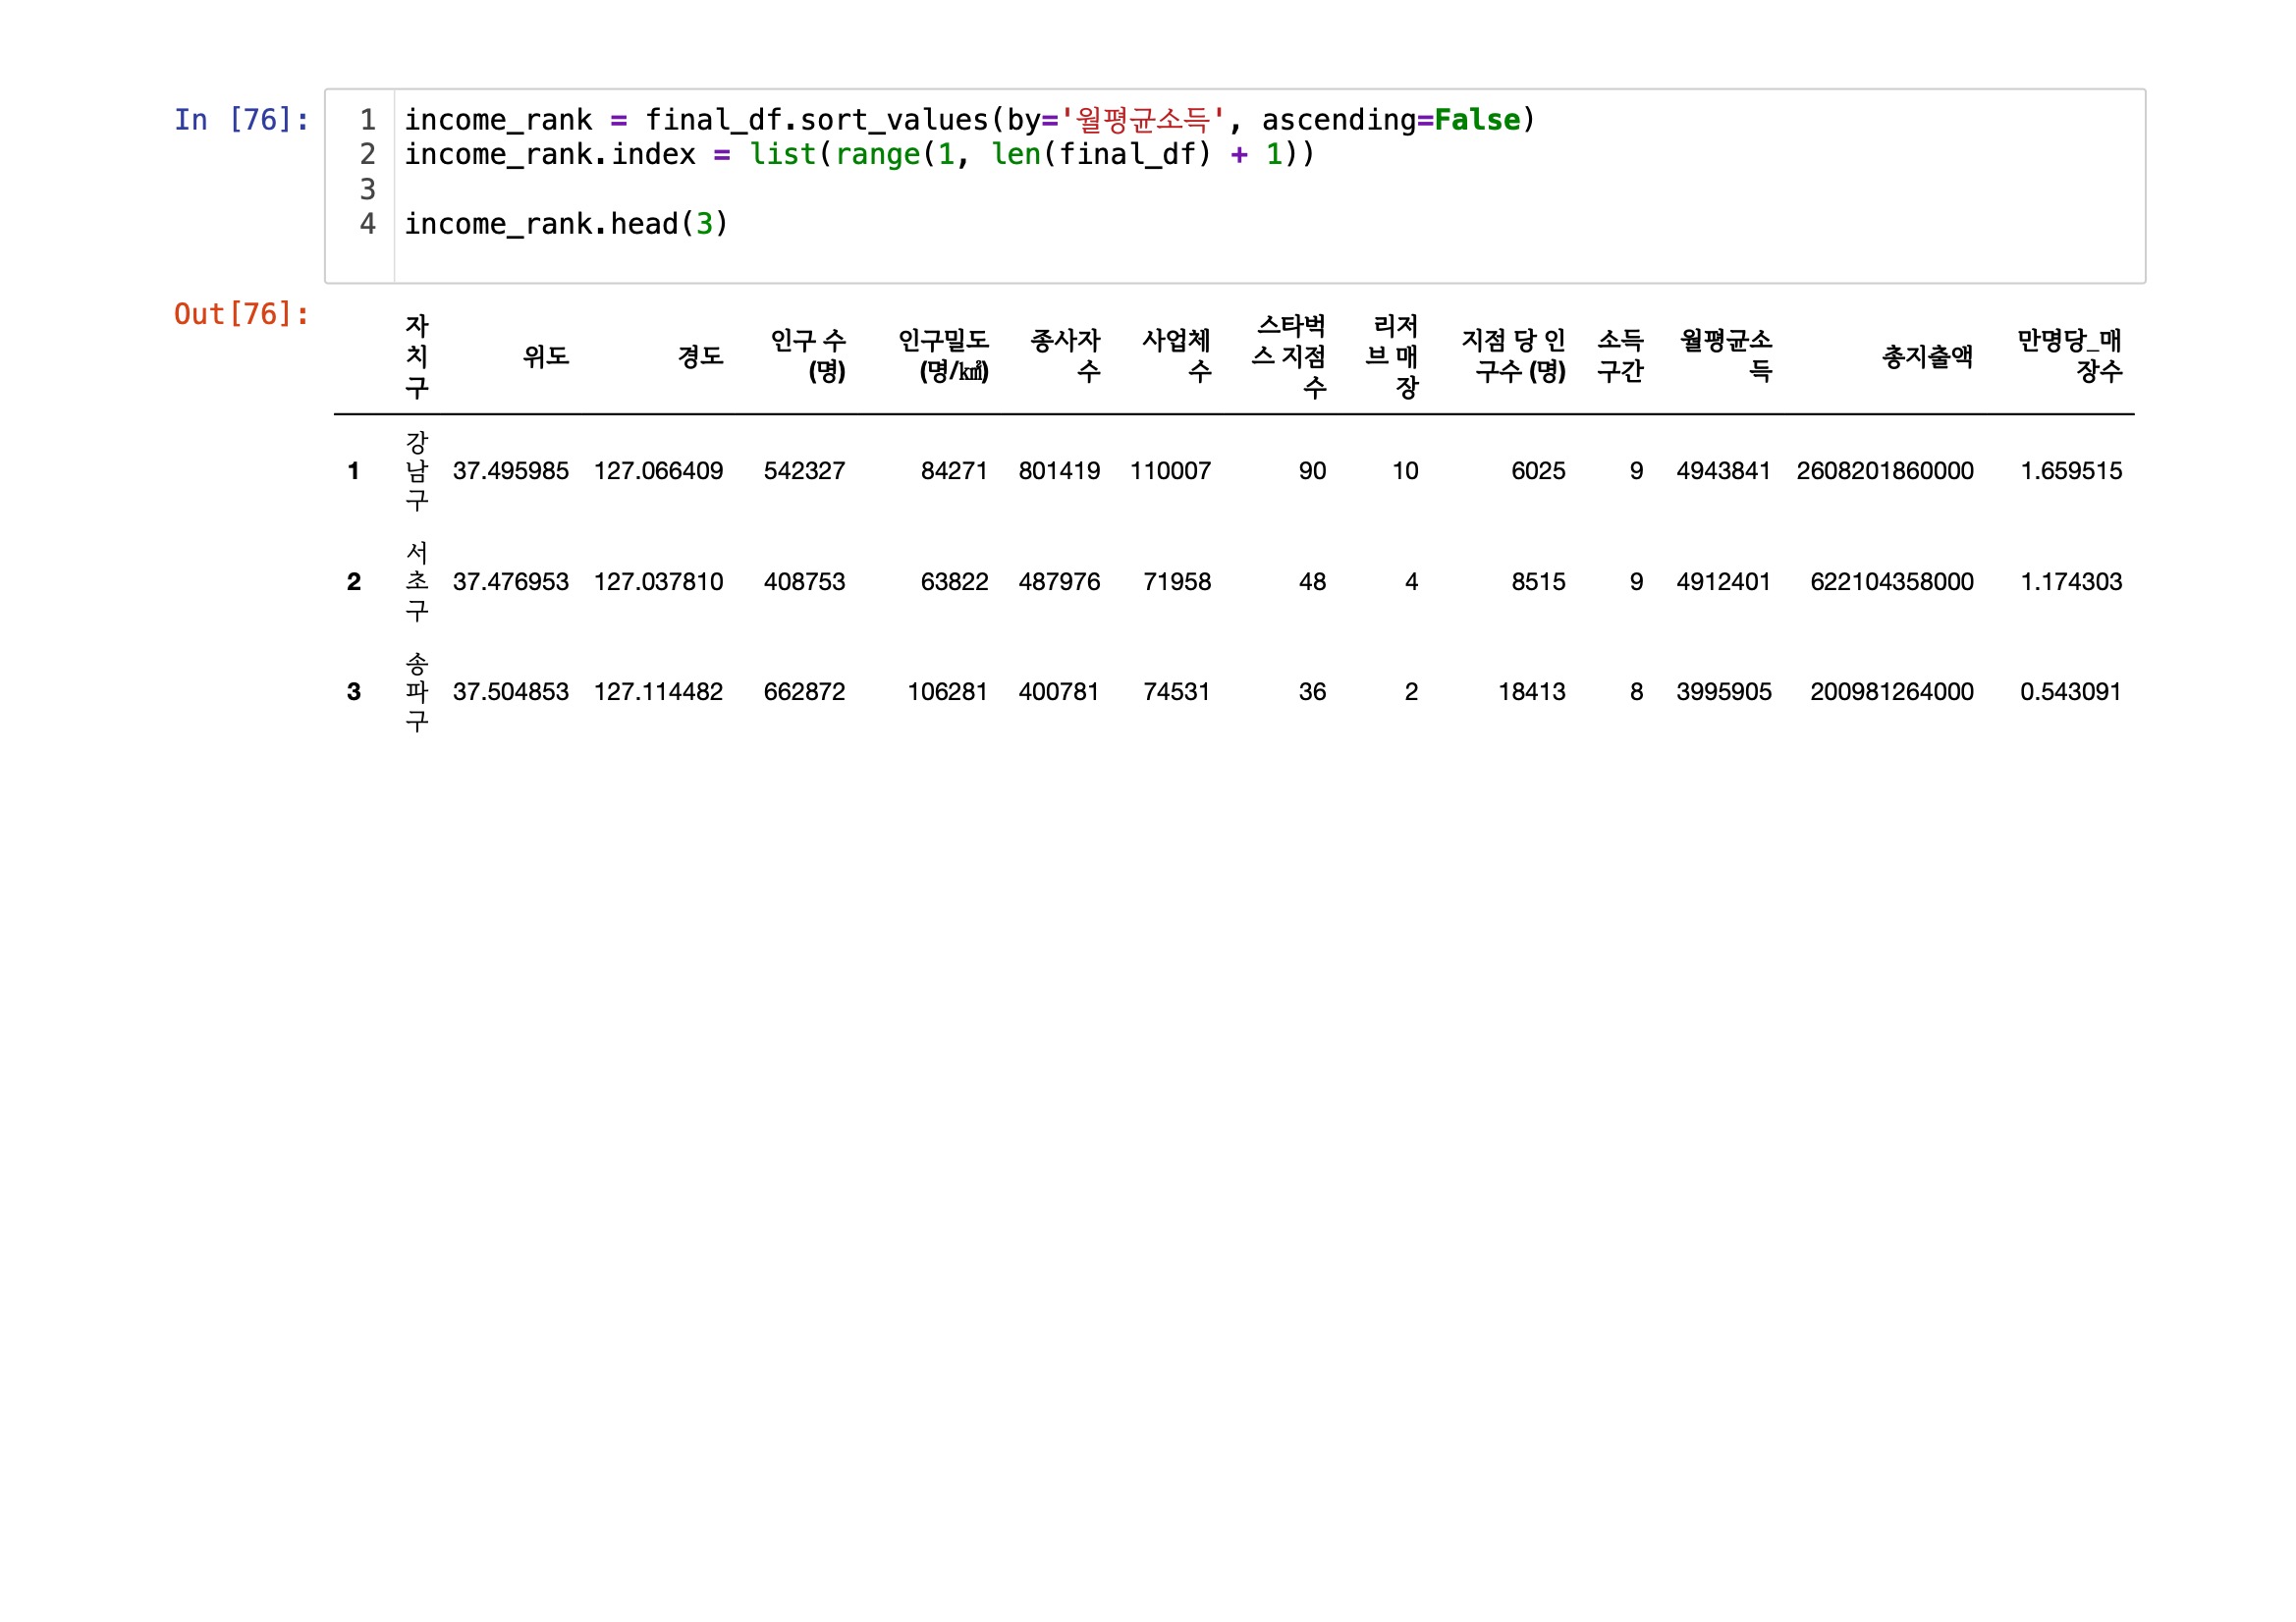 In [76]:
1 income_rank = final_df.sort_values(by='월평균소득', ascending=False)
2 income_rank.index = list(range(1, len(final_df) + 1))
3
4 income_rank.head(3)
Out[76]:
자치구 위도 경도 인구 수 (명) 인구밀도 (명/㎢) 종사자수 사업체수 스타벅스 지점수 리저브 매장 지점 당 인구수 (명) 소득구간 월평균소득 총지출액 만명당_매장수
1 강남구 37.495985 127.066409 542327 84271 801419 110007 90 10 6025 9 4943841 2608201860000 1.659515
2 서초구 37.476953 127.037810 408753 63822 487976 71958 48 4 8515 9 4912401 622104358000 1.174303
3 송파구 37.504853 127.114482 662872 106281 400781 74531 36 2 18413 8 3995905 200981264000 0.543091